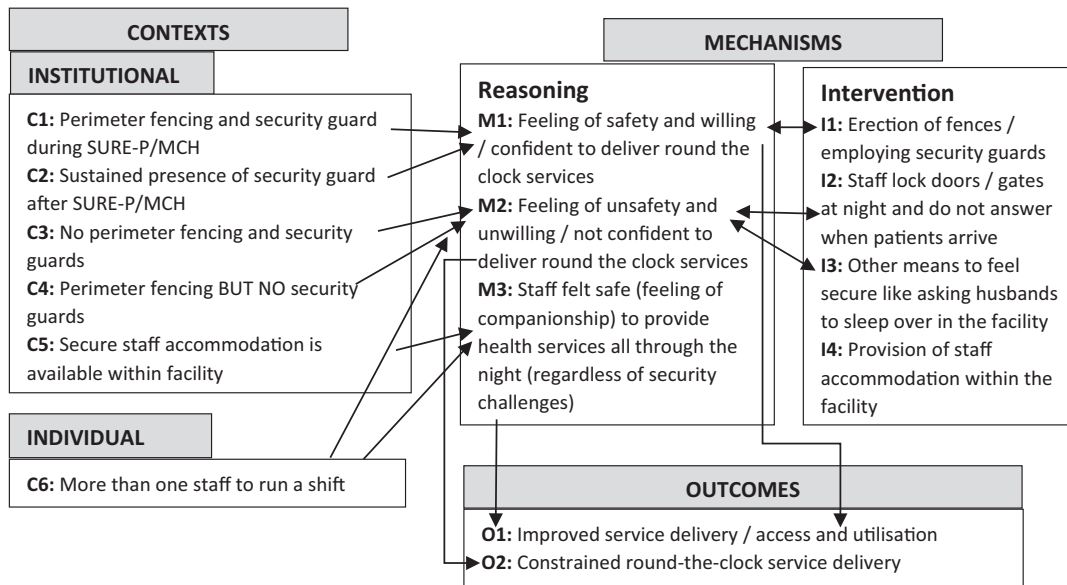 CONTEXTS
INSTITUTIONAL
C1: Perimeter fencing and security guard
during SURE-P/MCH
C2: Sustained presence of security guard
after SURE-P/MCH
C3: No perimeter fencing and security
guards
C4: Perimeter fencing BUT NO security
guards
C5: Secure staff accommodation is
available within facility
INDIVIDUAL
C6: More than one staff to run a shift
MECHANISMS
Reasoning
M1: Feeling of safety and willing
/ confident to deliver round the
clock services
M2: Feeling of unsafety and
unwilling / not confident to
deliver round the clock services
M3: Staff felt safe (feeling of
companionship) to provide
health services all through the
night (regardless of security
challenges)
Intervention
I1: Erection of fences /
employing security guards
I2: Staff lock doors / gates
at night and do not answer
when patients arrive
I3: Other means to feel
secure like asking husbands
to sleep over in the facility
I4: Provision of staff
accommodation within the
facility
OUTCOMES
O1: Improved service delivery / access and utilisation
O2: Constrained round-the-clock service delivery